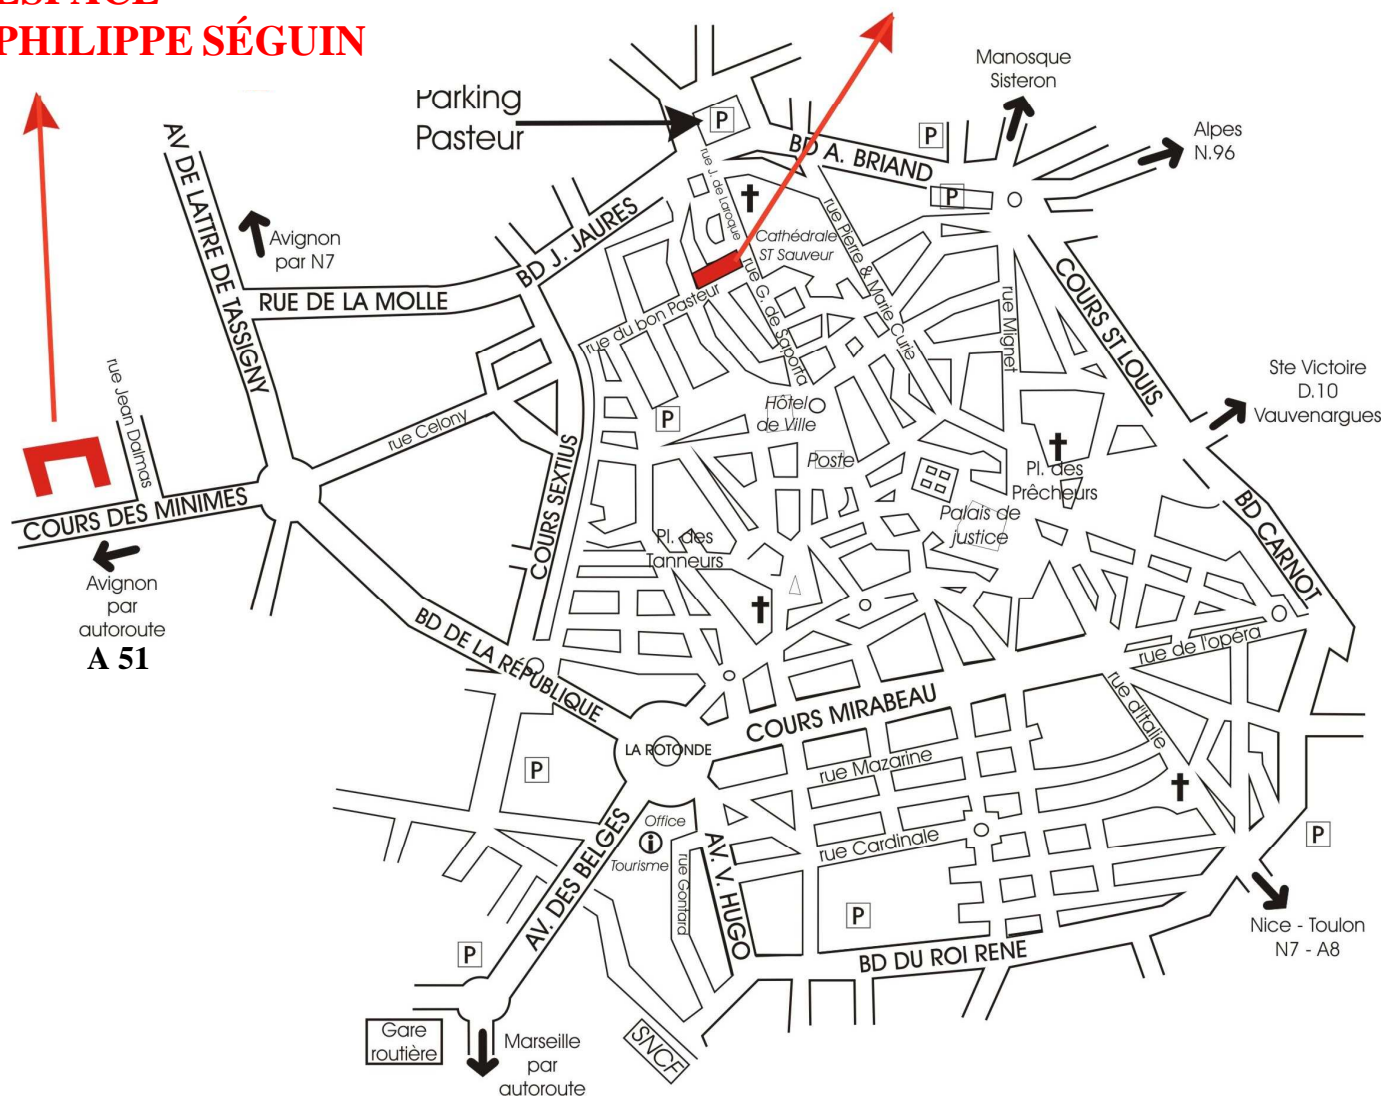 ESPACE
PHILIPPE SÉGUIN
Parking
Pasteur
P
Manosque
Sisteron
P
Alpes
N.96
BD A. BRIAND
P
AV DE LATTRE DE TASSIGNY
Avignon
par N7
RUE DE LA MOLLE
BD J. JAURES
rue J. de Laroque
Cathédrale
ST Sauveur
rue Pierre & Marie Curie
rue G. de Saporta
rue du bon Pasteur
rue Mignet
COURS ST LOUIS
rue Jean Dalmas
rue Celony
P
Hôtel
de Ville
Poste
Ste Victoire
D.10
Vauvenargues
Pl. des
Prêcheurs
Palais de
justice
COURS DES MINIMES
COURS SEXTIUS
Pl. des
Tanneurs
BD CARNOT
Avignon
par
autoroute
A 51
BD DE LA RÉPUBLIQUE
rue de l'opéra
rue d'Italie
COURS MIRABEAU
LA ROTONDE
P
rue Mazarine
rue Cardinale
Office
i
Tourisme
rue Gontard
AV. DES BELGES
AV. V. HUGO
P
P
P
BD DU ROI RENE
Nice - Toulon
N7 - A8
Gare
routière
Marseille
par
autoroute
SNCF